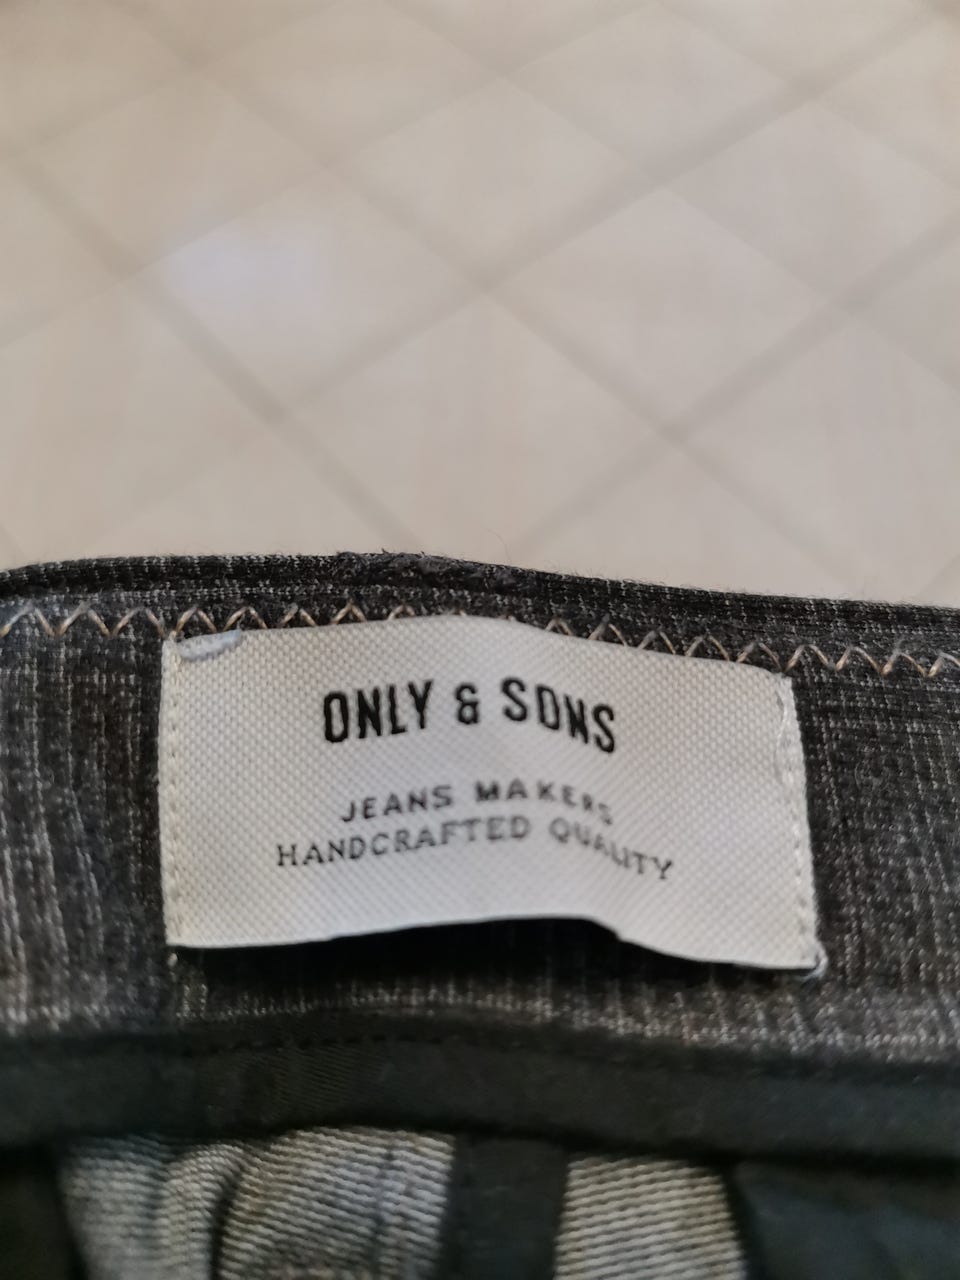 ONLY & SONS
JEANS MAKERS
HANDCRAFTED QUALITY